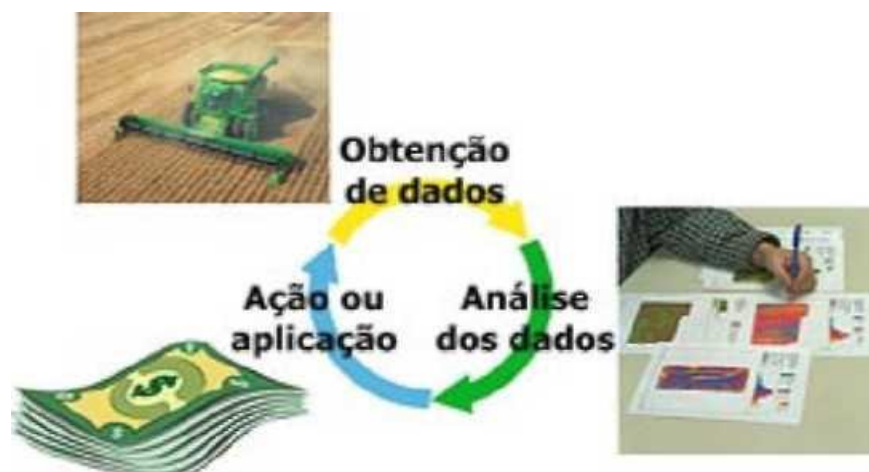 Obtenção
de dados
Análise
dos dados
Ação ou
aplicação